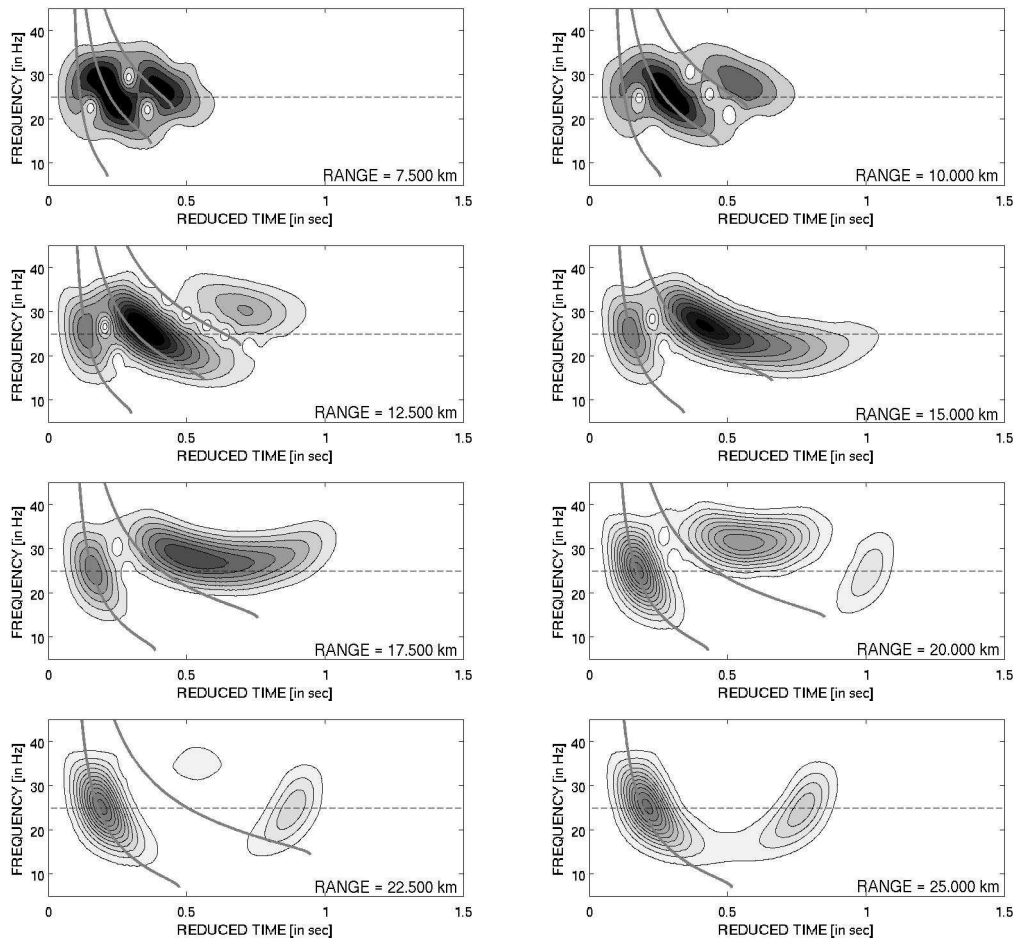 FREQUENCY [in Hz]
40
30
20
10
RANGE = 7.500 km
0
0.5
1
1.5
REDUCED TIME [in sec]
FREQUENCY [in Hz]
40
30
20
10
RANGE = 10.000 km
0
0.5
1
1.5
REDUCED TIME [in sec]
FREQUENCY [in Hz]
40
30
20
10
RANGE = 12.500 km
0
0.5
1
1.5
REDUCED TIME [in sec]
FREQUENCY [in Hz]
40
30
20
10
RANGE = 15.000 km
0
0.5
1
1.5
REDUCED TIME [in sec]
FREQUENCY [in Hz]
40
30
20
10
RANGE = 17.500 km
0
0.5
1
1.5
REDUCED TIME [in sec]
FREQUENCY [in Hz]
40
30
20
10
RANGE = 20.000 km
0
0.5
1
1.5
REDUCED TIME [in sec]
FREQUENCY [in Hz]
40
30
20
10
RANGE = 22.500 km
0
0.5
1
1.5
REDUCED TIME [in sec]
FREQUENCY [in Hz]
40
30
20
10
RANGE = 25.000 km
0
0.5
1
1.5
REDUCED TIME [in sec]